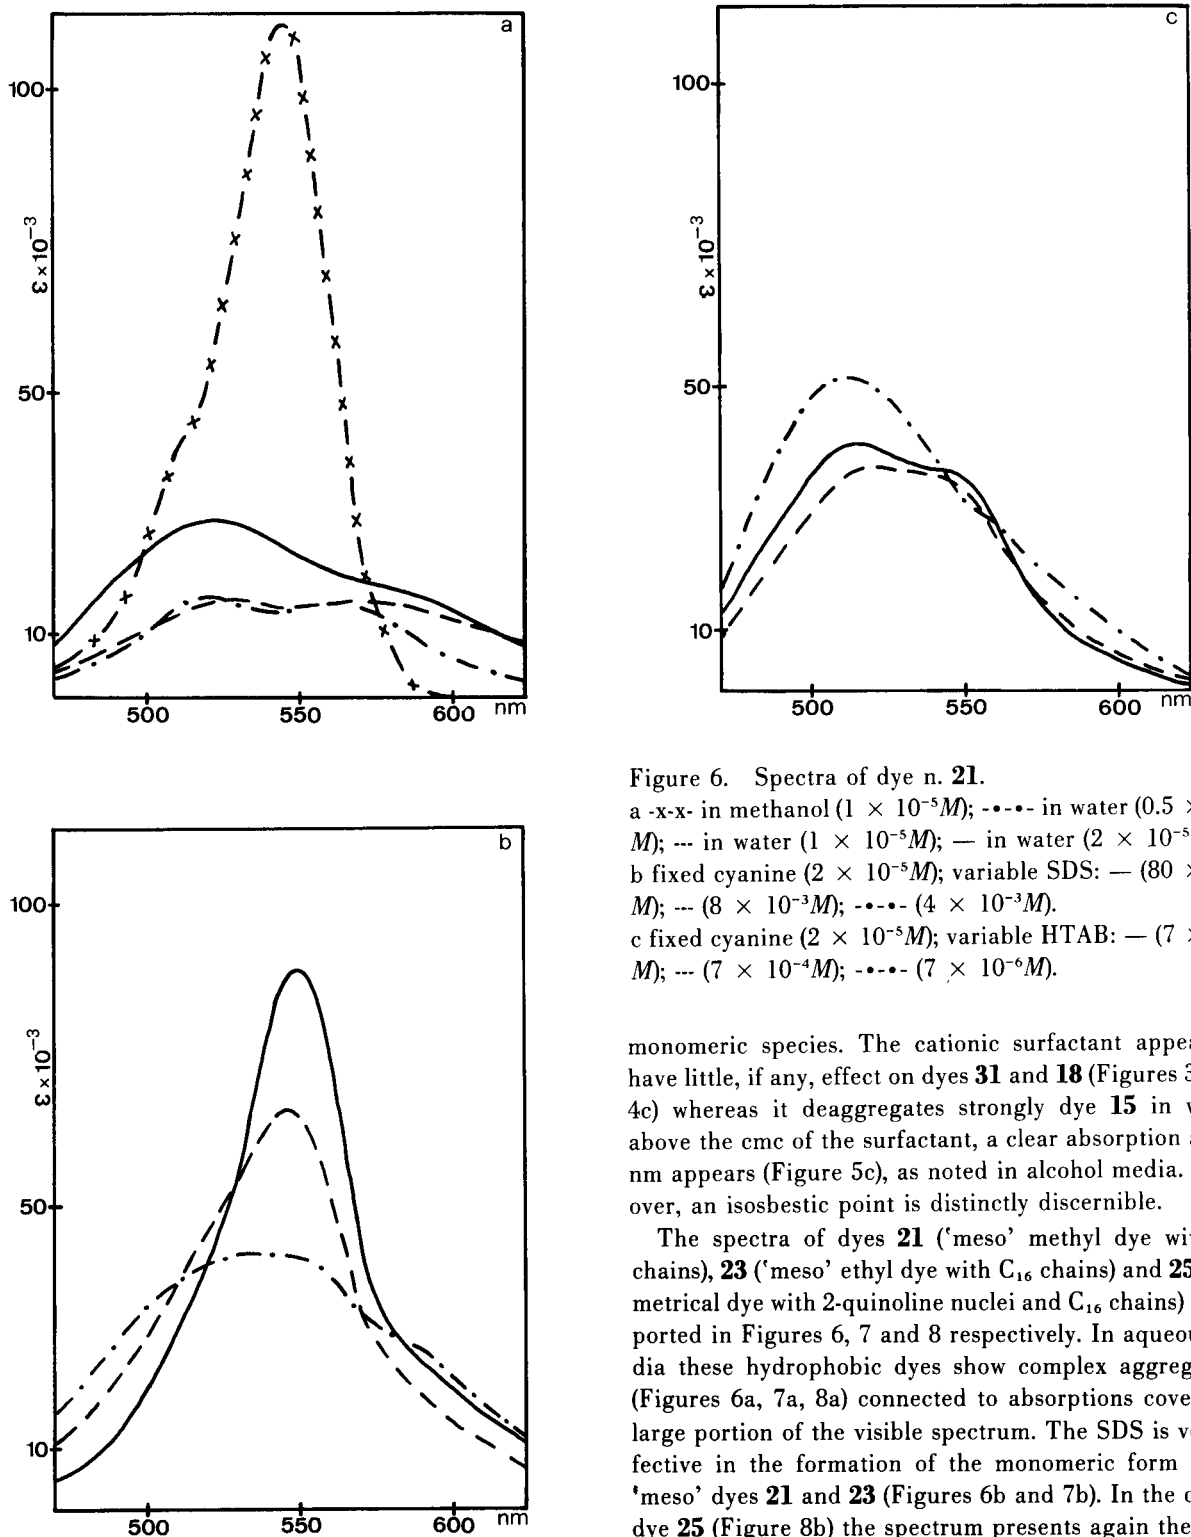 a
100
50
10
ε×10⁻³
500 550 600 nm
b
100
50
10
ε×10⁻³
500 550 600 nm
c
100
50
10
ε×10⁻³
500 550 600 nm
Figure 6. Spectra of dye n. 21.
a -x-x- in methanol (1 × 10⁻⁵M); -•-•- in water (0.5 ×
M); --- in water (1 × 10⁻⁵M); — in water (2 × 10⁻⁵
b fixed cyanine (2 × 10⁻⁵M); variable SDS: — (80 ×
M); --- (8 × 10⁻³M); -•-•- (4 × 10⁻³M).
c fixed cyanine (2 × 10⁻⁵M); variable HTAB: — (7 ×
M); --- (7 × 10⁻⁴M); -•-•- (7 × 10⁻⁶M).
monomeric species. The cationic surfactant appea
have little, if any, effect on dyes 31 and 18 (Figures 3
4c) whereas it deaggregates strongly dye 15 in w
above the cmc of the surfactant, a clear absorption a
nm appears (Figure 5c), as noted in alcohol media.
over, an isosbestic point is distinctly discernible.
The spectra of dyes 21 ('meso' methyl dye wi
chains), 23 ('meso' ethyl dye with C₁₆ chains) and 25
metrical dye with 2-quinoline nuclei and C₁₆ chains)
ported in Figures 6, 7 and 8 respectively. In aqueou
dia these hydrophobic dyes show complex aggreg
(Figures 6a, 7a, 8a) connected to absorptions cove
large portion of the visible spectrum. The SDS is v
fective in the formation of the monomeric form
'meso' dyes 21 and 23 (Figures 6b and 7b). In the c
dye 25 (Figure 8b) the spectrum presents again the